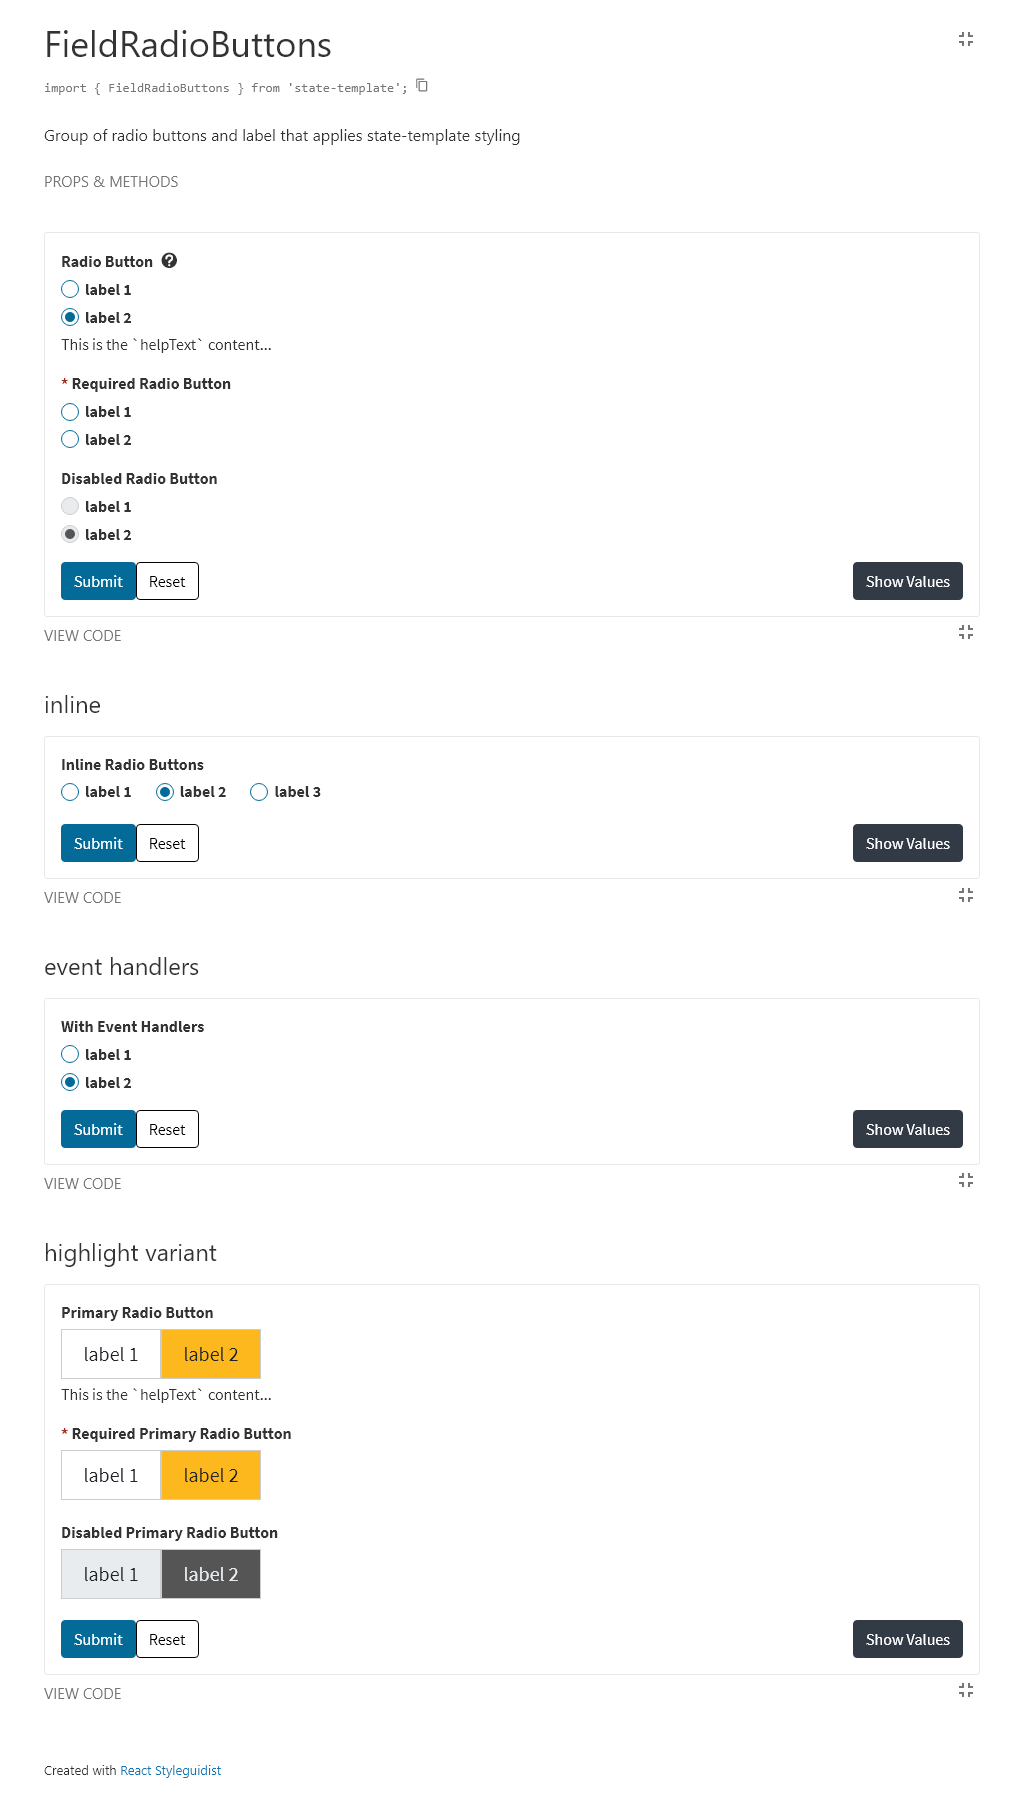 FieldRadioButtons
import { FieldRadioButtons } from 'state-template';
Group of radio buttons and label that applies state-template styling
PROPS & METHODS
Radio Button
label 1
label 2
This is the `helpText` content...
* Required Radio Button
label 1
label 2
Disabled Radio Button
label 1
label 2
Submit Reset Show Values
VIEW CODE
inline
Inline Radio Buttons
label 1 label 2 label 3
Submit Reset Show Values
VIEW CODE
event handlers
With Event Handlers
label 1
label 2
Submit Reset Show Values
VIEW CODE
highlight variant
Primary Radio Button
label 1 label 2
This is the `helpText` content...
* Required Primary Radio Button
label 1 label 2
Disabled Primary Radio Button
label 1 label 2
Submit Reset Show Values
VIEW CODE
Created with React Styleguidist